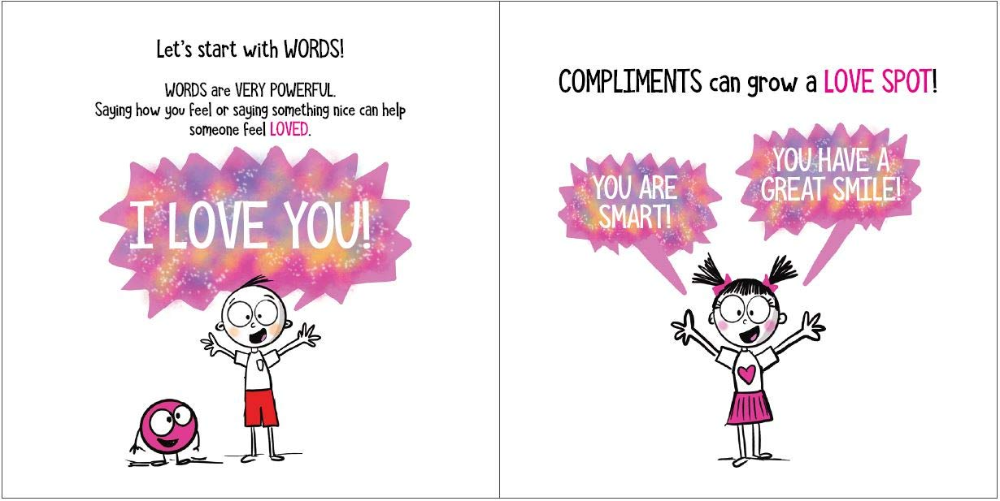 Let's start with WORDS!
WORDS are VERY POWERFUL.
Saying how you feel or saying something nice can help
someone feel LOVED.
I LOVE YOU!
COMPLIMENTS can grow a LOVE SPOT!
YOU ARE
SMART!
YOU HAVE A
GREAT SMILE!